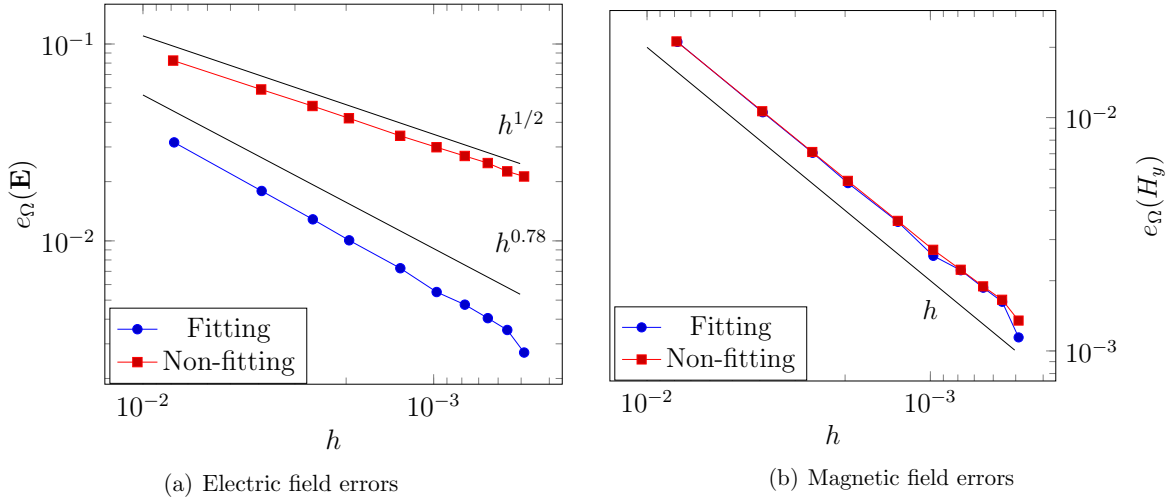 10⁻¹
10⁻²
e_Ω(𝐄)
h^{1/2}
h^{0.78}
Fitting
Non-fitting
10⁻²
10⁻³
h
(a) Electric field errors
10⁻²
10⁻³
e_Ω(H_y)
h
Fitting
Non-fitting
10⁻²
10⁻³
h
(b) Magnetic field errors